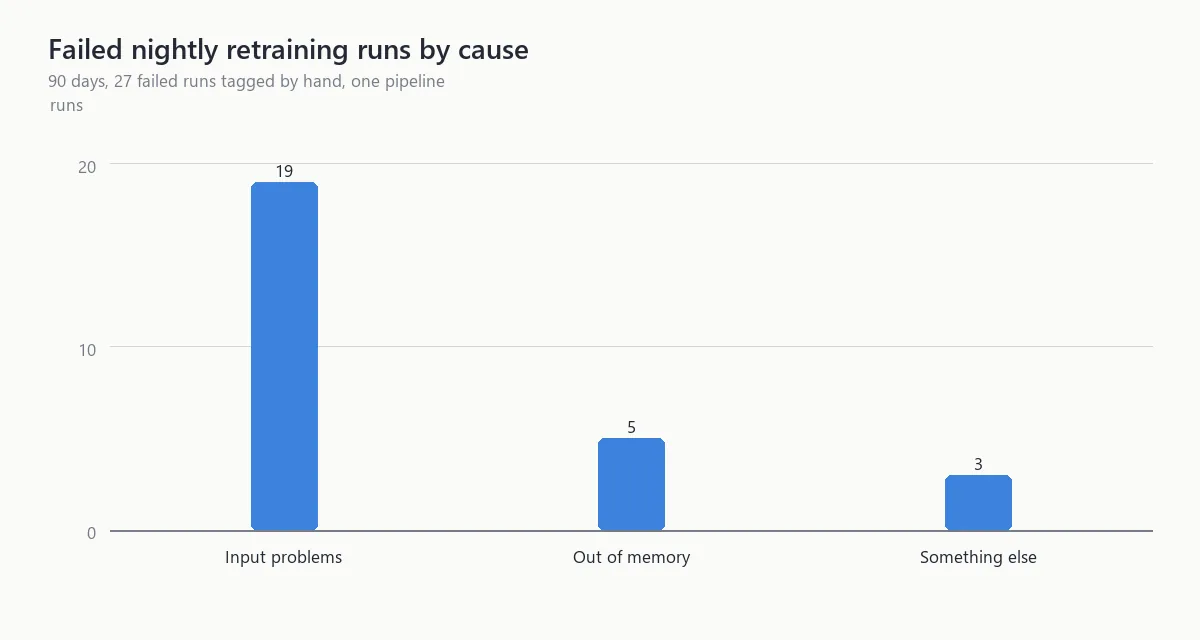 Failed nightly retraining runs by cause
90 days, 27 failed runs tagged by hand, one pipeline
runs
20
19
10
5
3
0
Input problems
Out of memory
Something else